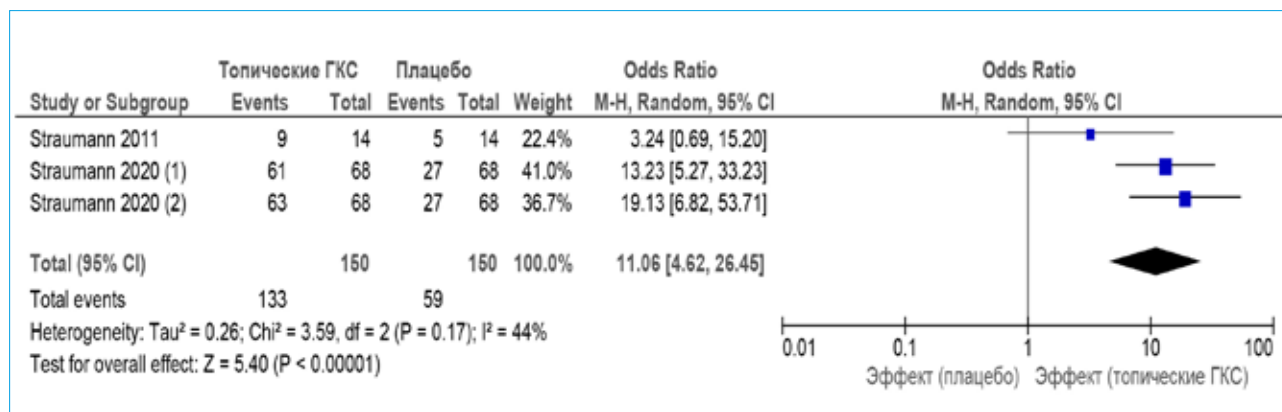 Топические ГКС Плацебо Odds Ratio Odds Ratio
Study or Subgroup Events Total Events Total Weight M-H, Random, 95% CI M-H, Random, 95% CI
Straumann 2011 9 14 5 14 22.4% 3.24 [0.69, 15.20]
Straumann 2020 (1) 61 68 27 68 41.0% 13.23 [5.27, 33.23]
Straumann 2020 (2) 63 68 27 68 36.7% 19.13 [6.82, 53.71]
Total (95% CI) 150 150 100.0% 11.06 [4.62, 26.45]
Total events 133 59
Heterogeneity: Tau² = 0.26; Chi² = 3.59, df = 2 (P = 0.17); I² = 44%
Test for overall effect: Z = 5.40 (P < 0.00001)
0.01 0.1 1 10 100
Эффект (плацебо) Эффект (топические ГКС)